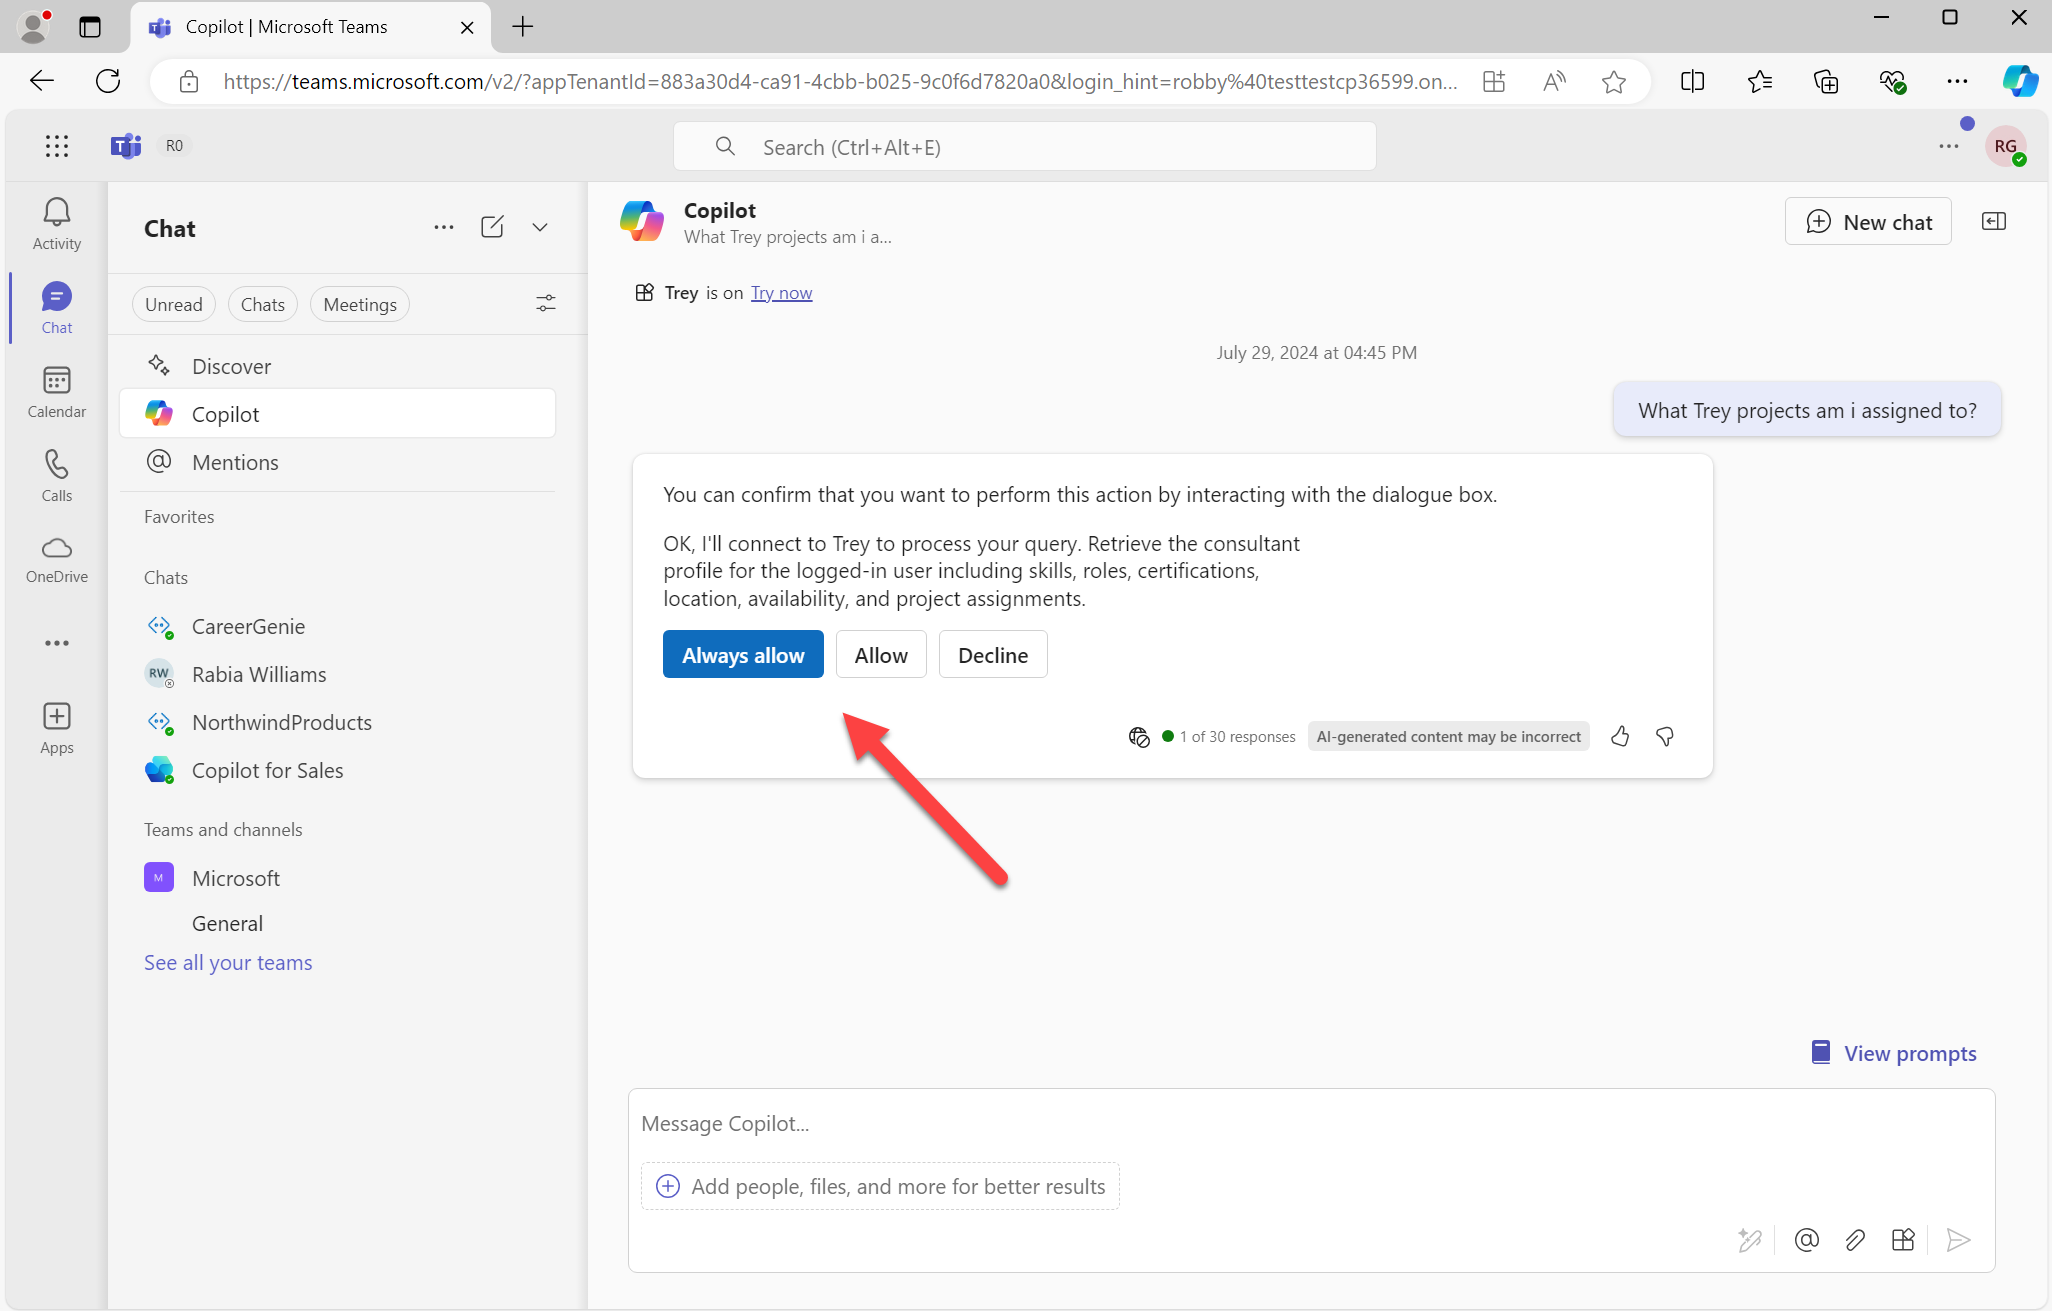 Copilot | Microsoft Teams
https://teams.microsoft.com/v2/?appTenantId=883a30d4-ca91-4cbb-b025-9c0f6d7820a0&login_hint=robby%40testtestcp36599.on...
R0
Search (Ctrl+Alt+E)
RG
Activity
Chat
Calendar
Calls
OneDrive
Apps
Chat
Unread
Chats
Meetings
Discover
Copilot
Mentions
Favorites
Chats
CareerGenie
RW
Rabia Williams
NorthwindProducts
Copilot for Sales
Teams and channels
M
Microsoft
General
See all your teams
Copilot
What Trey projects am i a...
New chat
Trey is on Try now
July 29, 2024 at 04:45 PM
What Trey projects am i assigned to?
You can confirm that you want to perform this action by interacting with the dialogue box.
OK, I'll connect to Trey to process your query. Retrieve the consultant
profile for the logged-in user including skills, roles, certifications,
location, availability, and project assignments.
Always allow
Allow
Decline
1 of 30 responses
AI-generated content may be incorrect
View prompts
Message Copilot...
Add people, files, and more for better results